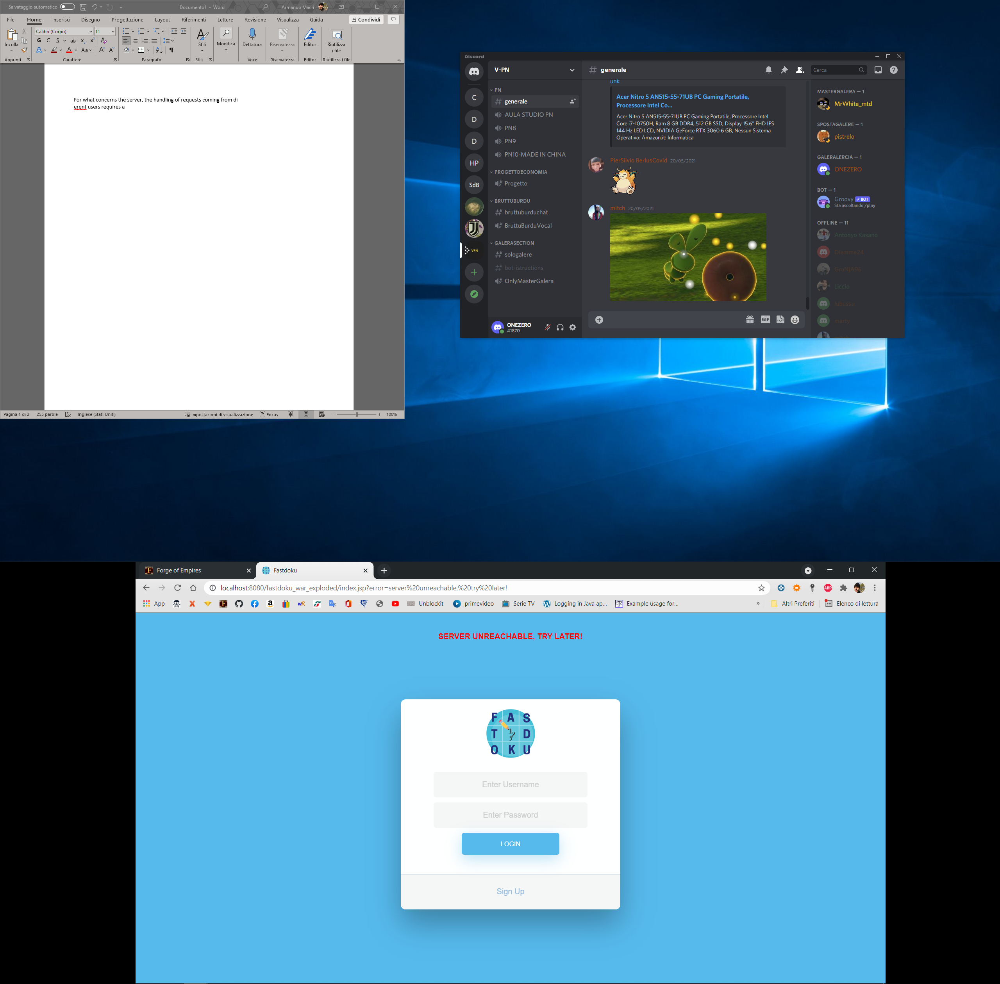 Salvataggio automatico
Documento1 - Word
Armando Macrì
File Home Inserisci Disegno Progettazione Layout Riferimenti Lettere Revisione Visualizza Guida
Condividi
Calibri (Corpo) 11
Incolla
G C S ab x₂ x²
A A Aa A A
Stili
Modifica
Dettatura
Riservatezza
Editor
Riutilizza
i file
Appunti Carattere Paragrafo Stili Voce Riservatezza Editor Riutilizza i file
For what concerns the server, the handling of requests coming from di
erent users requires a
Pagina 1 di 2 255 parole Inglese (Stati Uniti) Impostazioni di visualizzazione Focus 100%
Discord
C
D
D
HP
SdB
VPN
V-PN
PN
generale
AULA STUDIO PN
PN8
PN9
PN10-MADE IN CHINA
PROGETTOECONOMIA
Progetto
BRUTTUBURDU
bruttuburduchat
BruttuBurduVocal
GALERASECTION
sologalere
bot-istructions
OnlyMasterGalera
ONEZERO
#1870
generale
Cerca
unk
Acer Nitro 5 AN515-55-71UB PC Gaming Portatile,
Processore Intel Co...
Acer Nitro 5 AN515-55-71UB PC Gaming Portatile, Processore Intel
Core i7-10750H, Ram 8 GB DDR4, 512 GB SSD, Display 15.6" FHD IPS
144 Hz LED LCD, NVIDIA GeForce RTX 3060 6 GB, Nessun Sistema
Operativo: Amazon.it: Informatica
PierSilvio BerlusCovid 20/05/2021
mitch 20/05/2021
GIF
MASTERGALERA — 1
MrWhite_mtd
SPOSTAGALERE — 1
pistrelo
GALERALERCIA — 1
ONEZERO
BOT — 1
Groovy BOT
Sta ascoltando /play
OFFLINE — 11
Antonyo Kasano
Diemme24
GruNjA96
Liccio
marty
Forge of Empires
Fastdoku
localhost:8080/fastdoku_war_exploded/index.jsp?error=server%20unreachable,%20try%20later!
ABP
App
Unblockit
primevideo
Serie TV
Logging in Java ap...
Example usage for...
»
Altri Preferiti
Elenco di lettura
SERVER UNREACHABLE, TRY LATER!
F A S
T 1 2 3 D
O K U
Enter Username
Enter Password
LOGIN
Sign Up